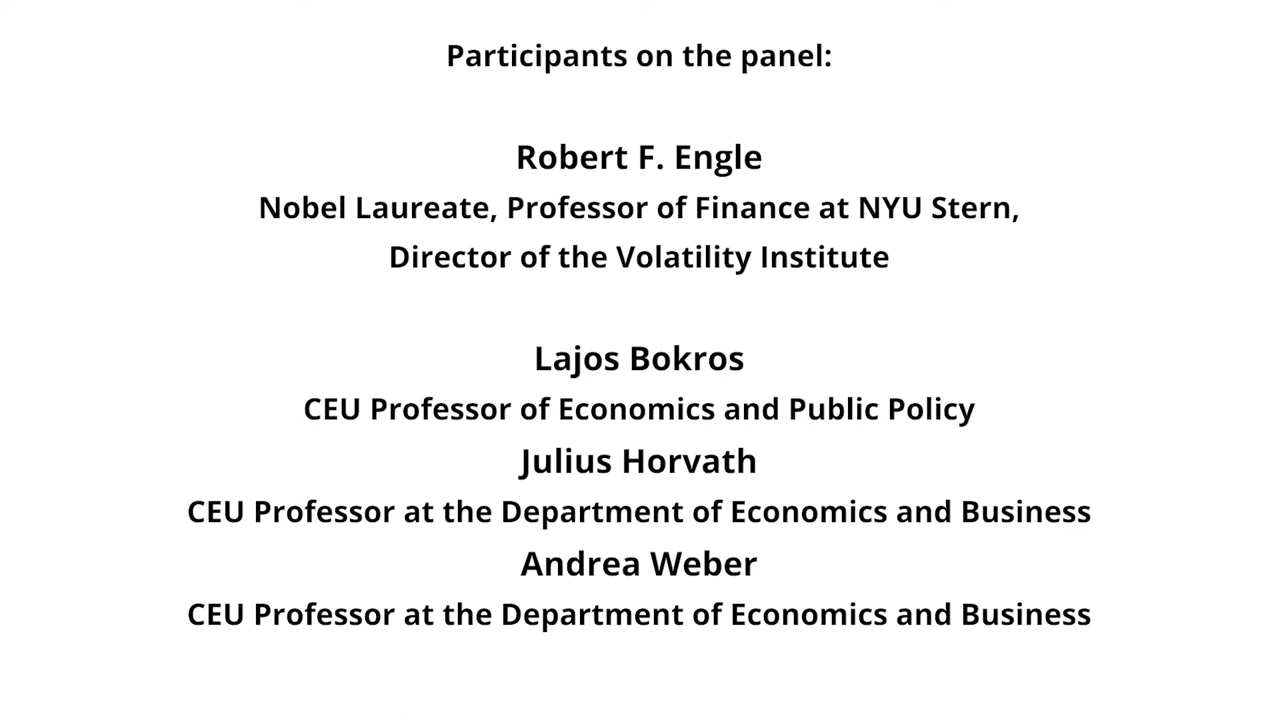 Participants on the panel:
Robert F. Engle
Nobel Laureate, Professor of Finance at NYU Stern,
Director of the Volatility Institute
Lajos Bokros
CEU Professor of Economics and Public Policy
Julius Horvath
CEU Professor at the Department of Economics and Business
Andrea Weber
CEU Professor at the Department of Economics and Business